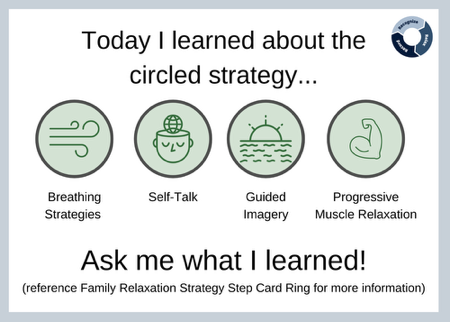 Today I learned about the
circled strategy...
Breathing
Strategies
Self-Talk
Guided
Imagery
Progressive
Muscle Relaxation
Ask me what I learned!
(reference Family Relaxation Strategy Step Card Ring for more information)
Recognize